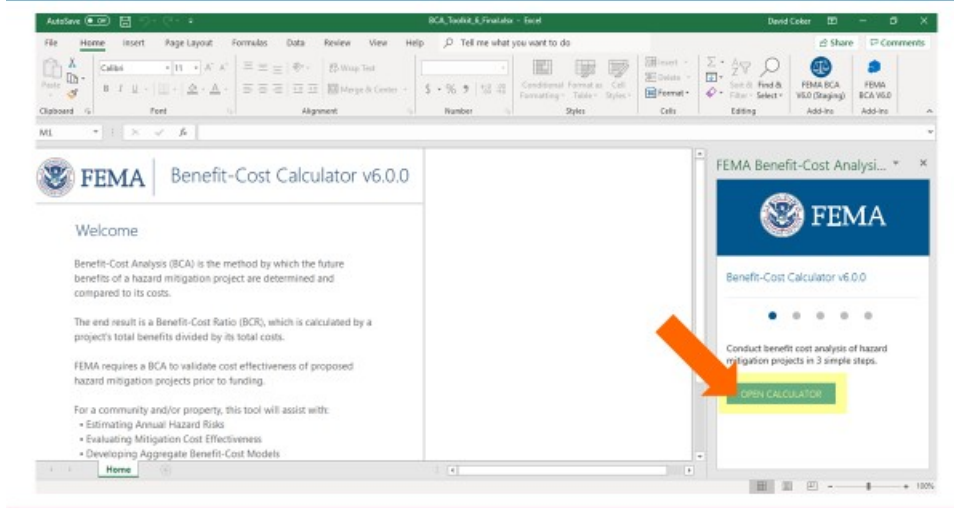 AutoSave Off
BCA_Toolkit_6_Final.xlsx - Excel
David Coker
File Home Insert Page Layout Formulas Data Review View Help Tell me what you want to do Share Comments
Paste
Calibri 11 A A
B I U A
Wrap Text
Merge & Center
$ % 9
Conditional Formatting
Format as Table
Cell Styles
Insert
Delete
Format
Sort & Filter
Find & Select
FEMA BCA V6.0 (Staging)
FEMA BCA V6.0
Clipboard Font Alignment Number Styles Cells Editing Add-ins Add-ins
M1 fx
FEMA Benefit-Cost Calculator v6.0.0
Welcome
Benefit-Cost Analysis (BCA) is the method by which the future
benefits of a hazard mitigation project are determined and
compared to its costs.
The end result is a Benefit-Cost Ratio (BCR), which is calculated by a
project's total benefits divided by its total costs.
FEMA requires a BCA to validate cost effectiveness of proposed
hazard mitigation projects prior to funding.
For a community and/or property, this tool will assist with:
• Estimating Annual Hazard Risks
• Evaluating Mitigation Cost Effectiveness
• Developing Aggregate Benefit-Cost Models
FEMA Benefit-Cost Analysi...
FEMA
Benefit-Cost Calculator v6.0.0
Conduct benefit cost analysis of hazard
mitigation projects in 3 simple steps.
OPEN CALCULATOR
Home
100%